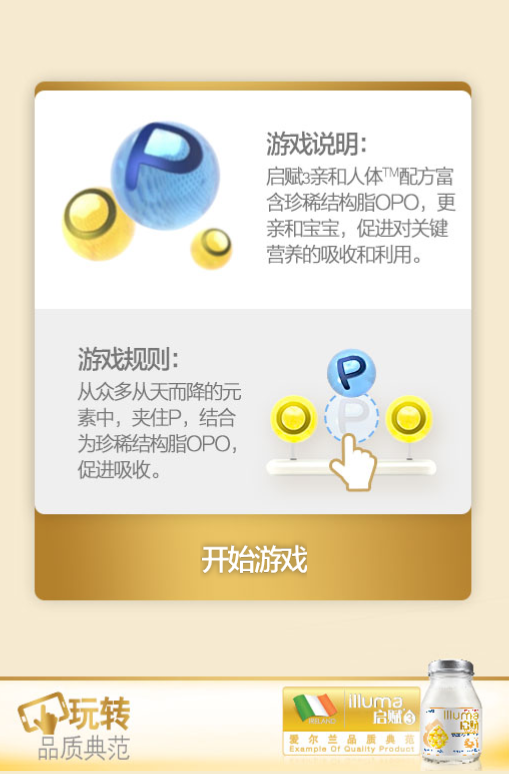 P
O
O
游戏说明：
启赋3亲和人体™配方富
含珍稀结构脂OPO，更
亲和宝宝，促进对关键
营养的吸收和利用。
游戏规则：
从众多从天而降的元
素中，夹住P，结合
为珍稀结构脂OPO，
促进吸收。
P
O P O
开始游戏
玩转
品质典范
IRELAND
illuma
启赋3
爱尔兰品质典范
Example Of Quality Product
illuma
启赋